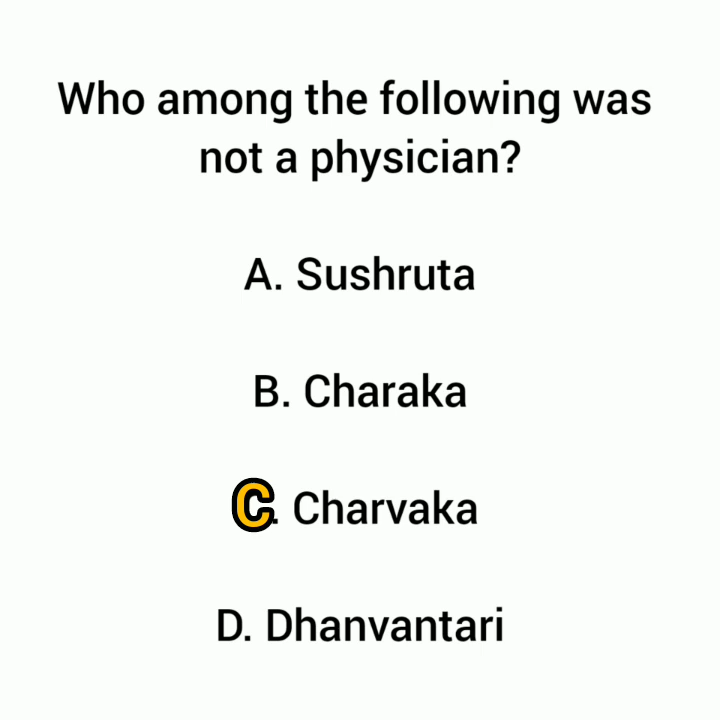 Who among the following was
not a physician?
A. Sushruta
B. Charaka
C. Charvaka
D. Dhanvantari